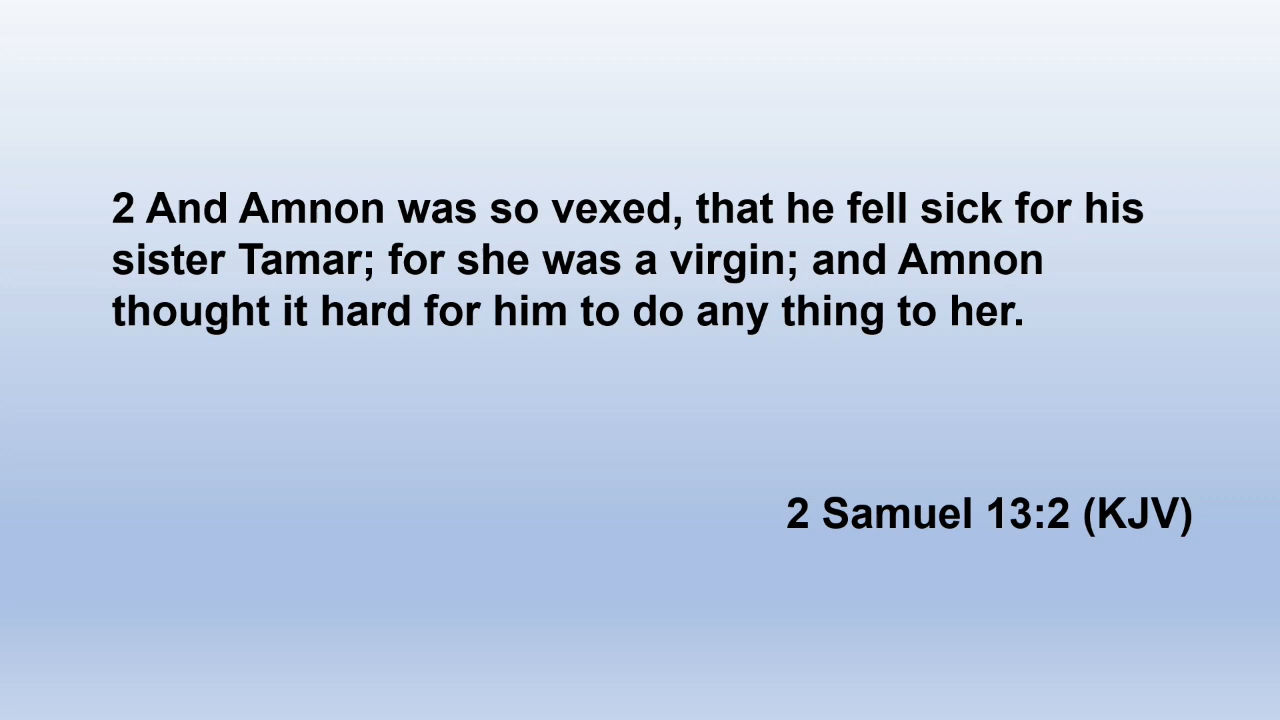 2 And Amnon was so vexed, that he fell sick for his
sister Tamar; for she was a virgin; and Amnon
thought it hard for him to do any thing to her.
2 Samuel 13:2 (KJV)